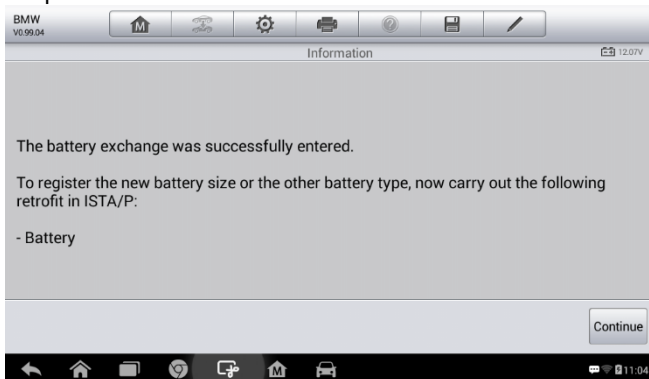 BMW
V0.99.04
M
?
Information
12.07V
The battery exchange was successfully entered.
To register the new battery size or the other battery type, now carry out the following
retrofit in ISTA/P:
- Battery
Continue
M
11:04